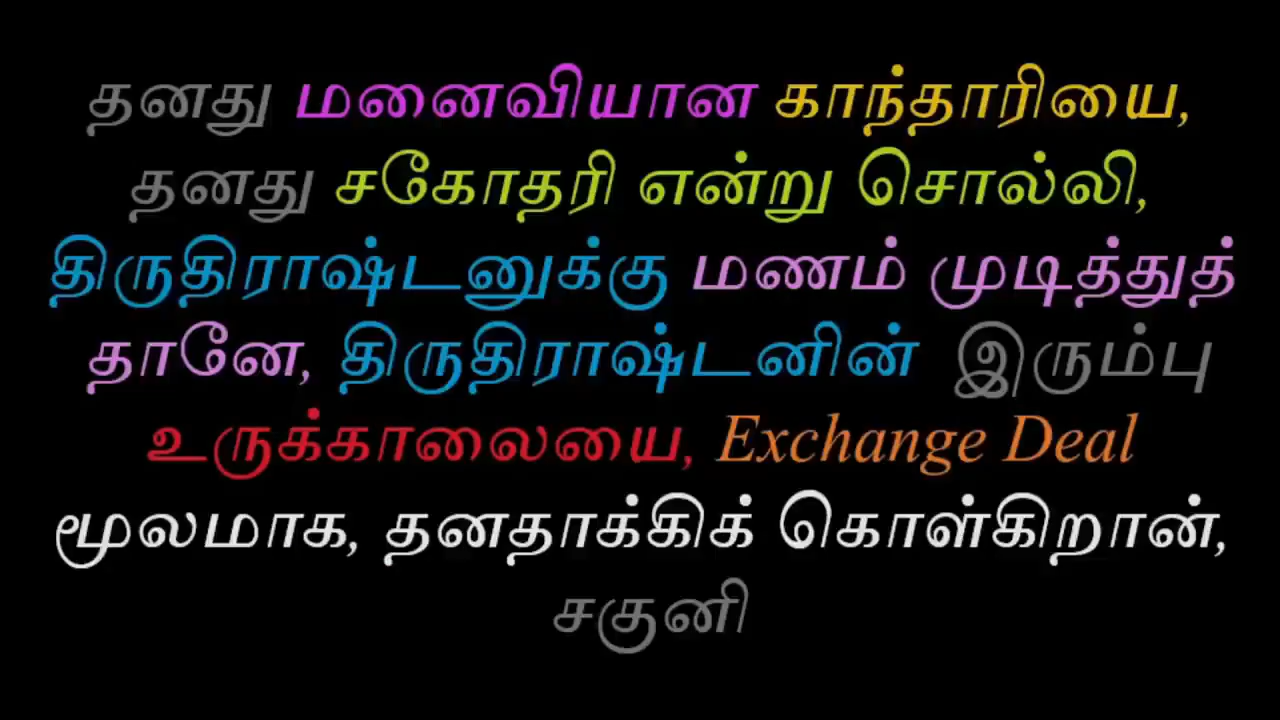 தனது மனைவியான காந்தாரியை,
தனது சகோதரி என்று சொல்லி,
திருதிராஷ்டனுக்கு மணம் முடித்துத்
தானே, திருதிராஷ்டனின் இரும்பு
உருக்காலையை, Exchange Deal
மூலமாக, தனதாக்கிக் கொள்கிறான்,
சகுனி